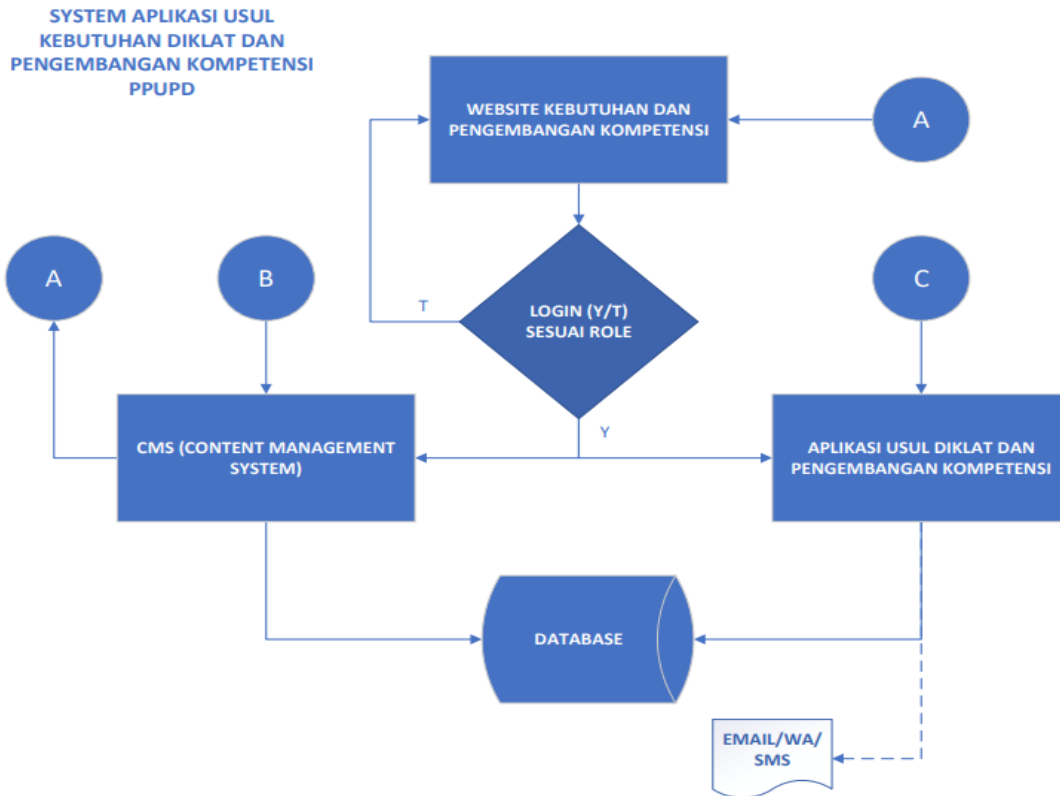 SYSTEM APLIKASI USUL
KEBUTUHAN DIKLAT DAN
PENGEMBANGAN KOMPETENSI
PPUPD
WEBSITE KEBUTUHAN DAN
PENGEMBANGAN KOMPETENSI
A
A
B
T
LOGIN (Y/T)
SESUAI ROLE
C
Y
CMS (CONTENT MANAGEMENT
SYSTEM)
APLIKASI USUL DIKLAT DAN
PENGEMBANGAN KOMPETENSI
DATABASE
EMAIL/WA/
SMS